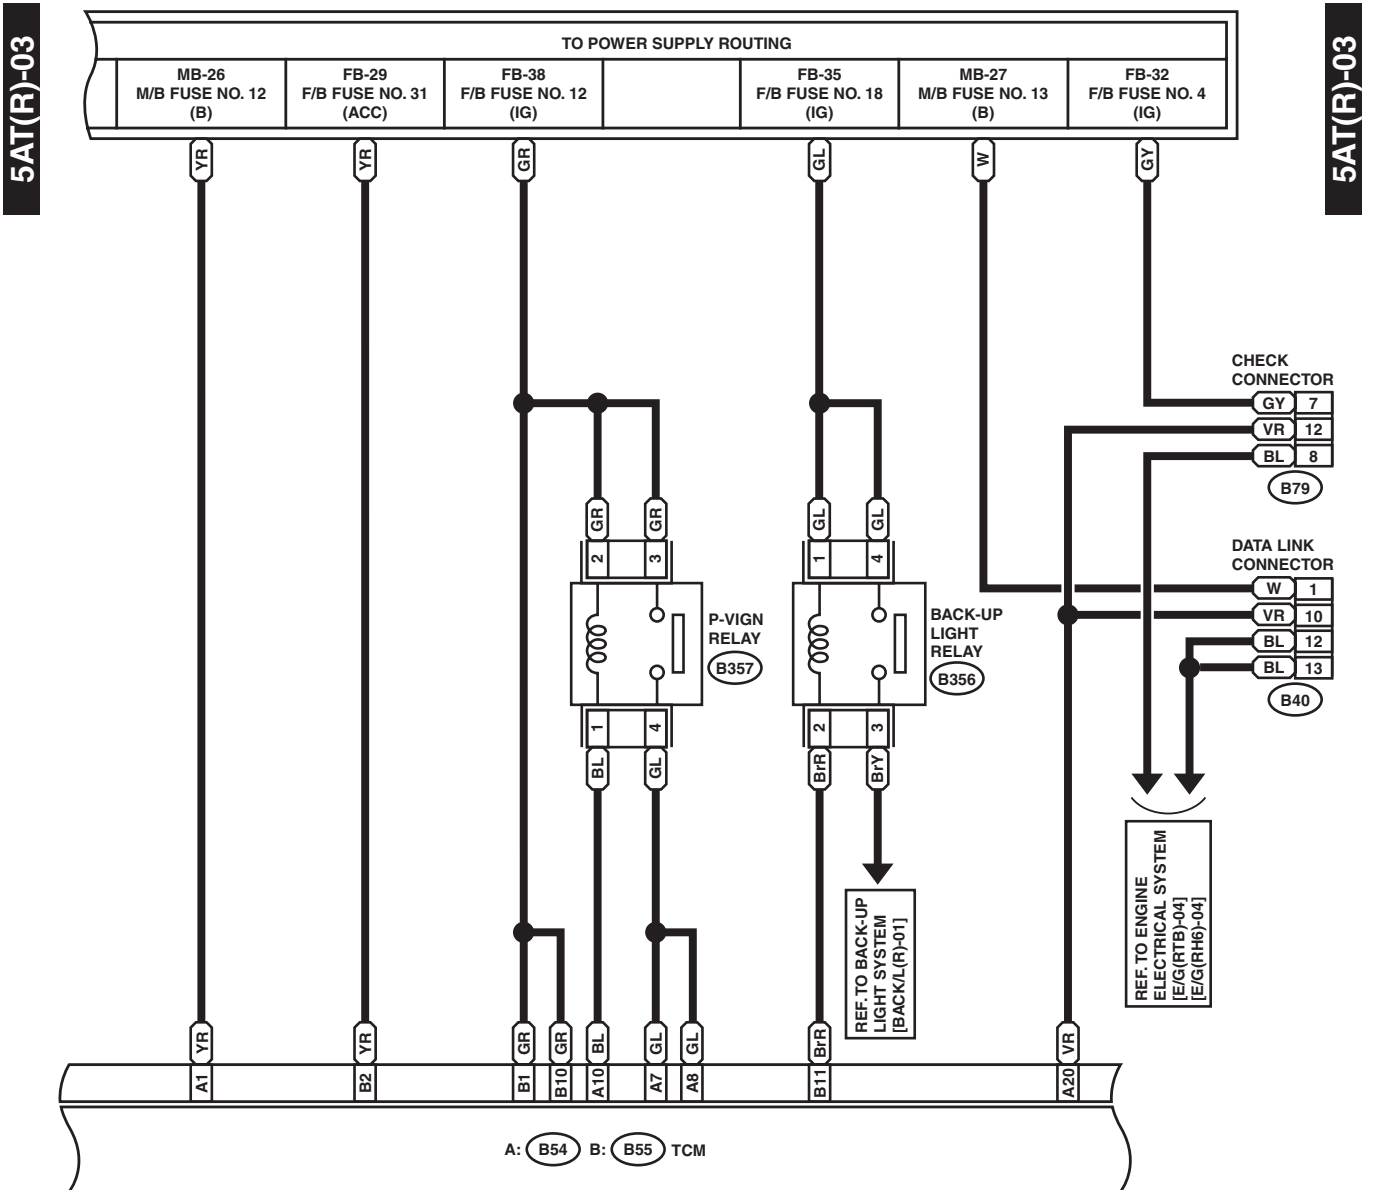 5AT(R)-03
5AT(R)-03
TO POWER SUPPLY ROUTING
MB-26
M/B FUSE NO. 12
(B)
FB-29
F/B FUSE NO. 31
(ACC)
FB-38
F/B FUSE NO. 12
(IG)
FB-35
F/B FUSE NO. 18
(IG)
MB-27
M/B FUSE NO. 13
(B)
FB-32
F/B FUSE NO. 4
(IG)
YR
YR
GR
GL
W
GY
CHECK
CONNECTOR
GY 7
VR 12
BL 8
B79
GR
GR
GL
GL
2
3
1
4
DATA LINK
CONNECTOR
W 1
VR 10
BL 12
BL 13
B40
P-VIGN
RELAY
B357
BACK-UP
LIGHT
RELAY
B356
1
4
2
3
BL
GL
BrR
BrY
REF. TO BACK-UP
LIGHT SYSTEM
[BACK/L(R)-01]
REF. TO ENGINE
ELECTRICAL SYSTEM
[E/G(RTB)-04]
[E/G(RH6)-04]
YR
YR
GR
GR
BL
GL
GL
BrR
VR
A1
B2
B1
B10
A10
A7
A8
B11
A20
A: B54 B: B55 TCM